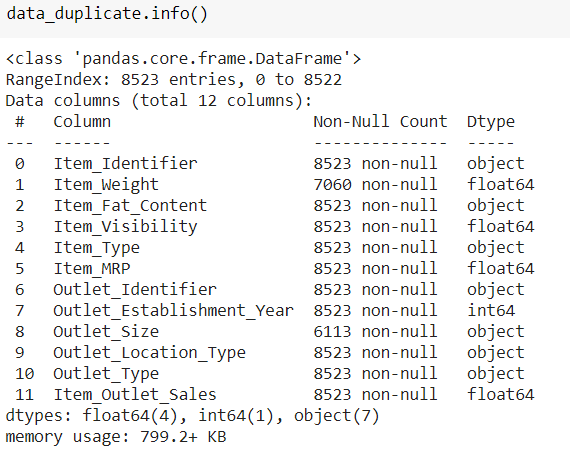 data_duplicate.info()
<class 'pandas.core.frame.DataFrame'>
RangeIndex: 8523 entries, 0 to 8522
Data columns (total 12 columns):
 #   Column                     Non-Null Count  Dtype
---  ------                     --------------  -----
 0   Item_Identifier            8523 non-null   object
 1   Item_Weight                7060 non-null   float64
 2   Item_Fat_Content           8523 non-null   object
 3   Item_Visibility            8523 non-null   float64
 4   Item_Type                  8523 non-null   object
 5   Item_MRP                   8523 non-null   float64
 6   Outlet_Identifier          8523 non-null   object
 7   Outlet_Establishment_Year  8523 non-null   int64
 8   Outlet_Size                6113 non-null   object
 9   Outlet_Location_Type       8523 non-null   object
 10  Outlet_Type                8523 non-null   object
 11  Item_Outlet_Sales          8523 non-null   float64
dtypes: float64(4), int64(1), object(7)
memory usage: 799.2+ KB